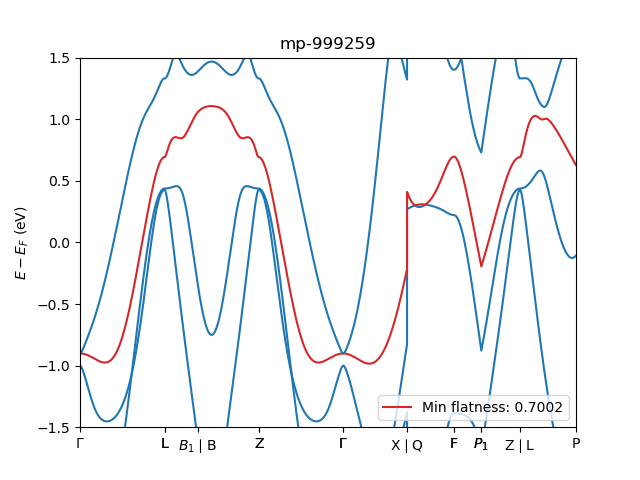 mp-999259
E − E_F (eV)
1.5
1.0
0.5
0.0
−0.5
−1.0
−1.5
Min flatness: 0.7002
Γ L B₁ | B Z Γ X | Q F P₁ Z | L P